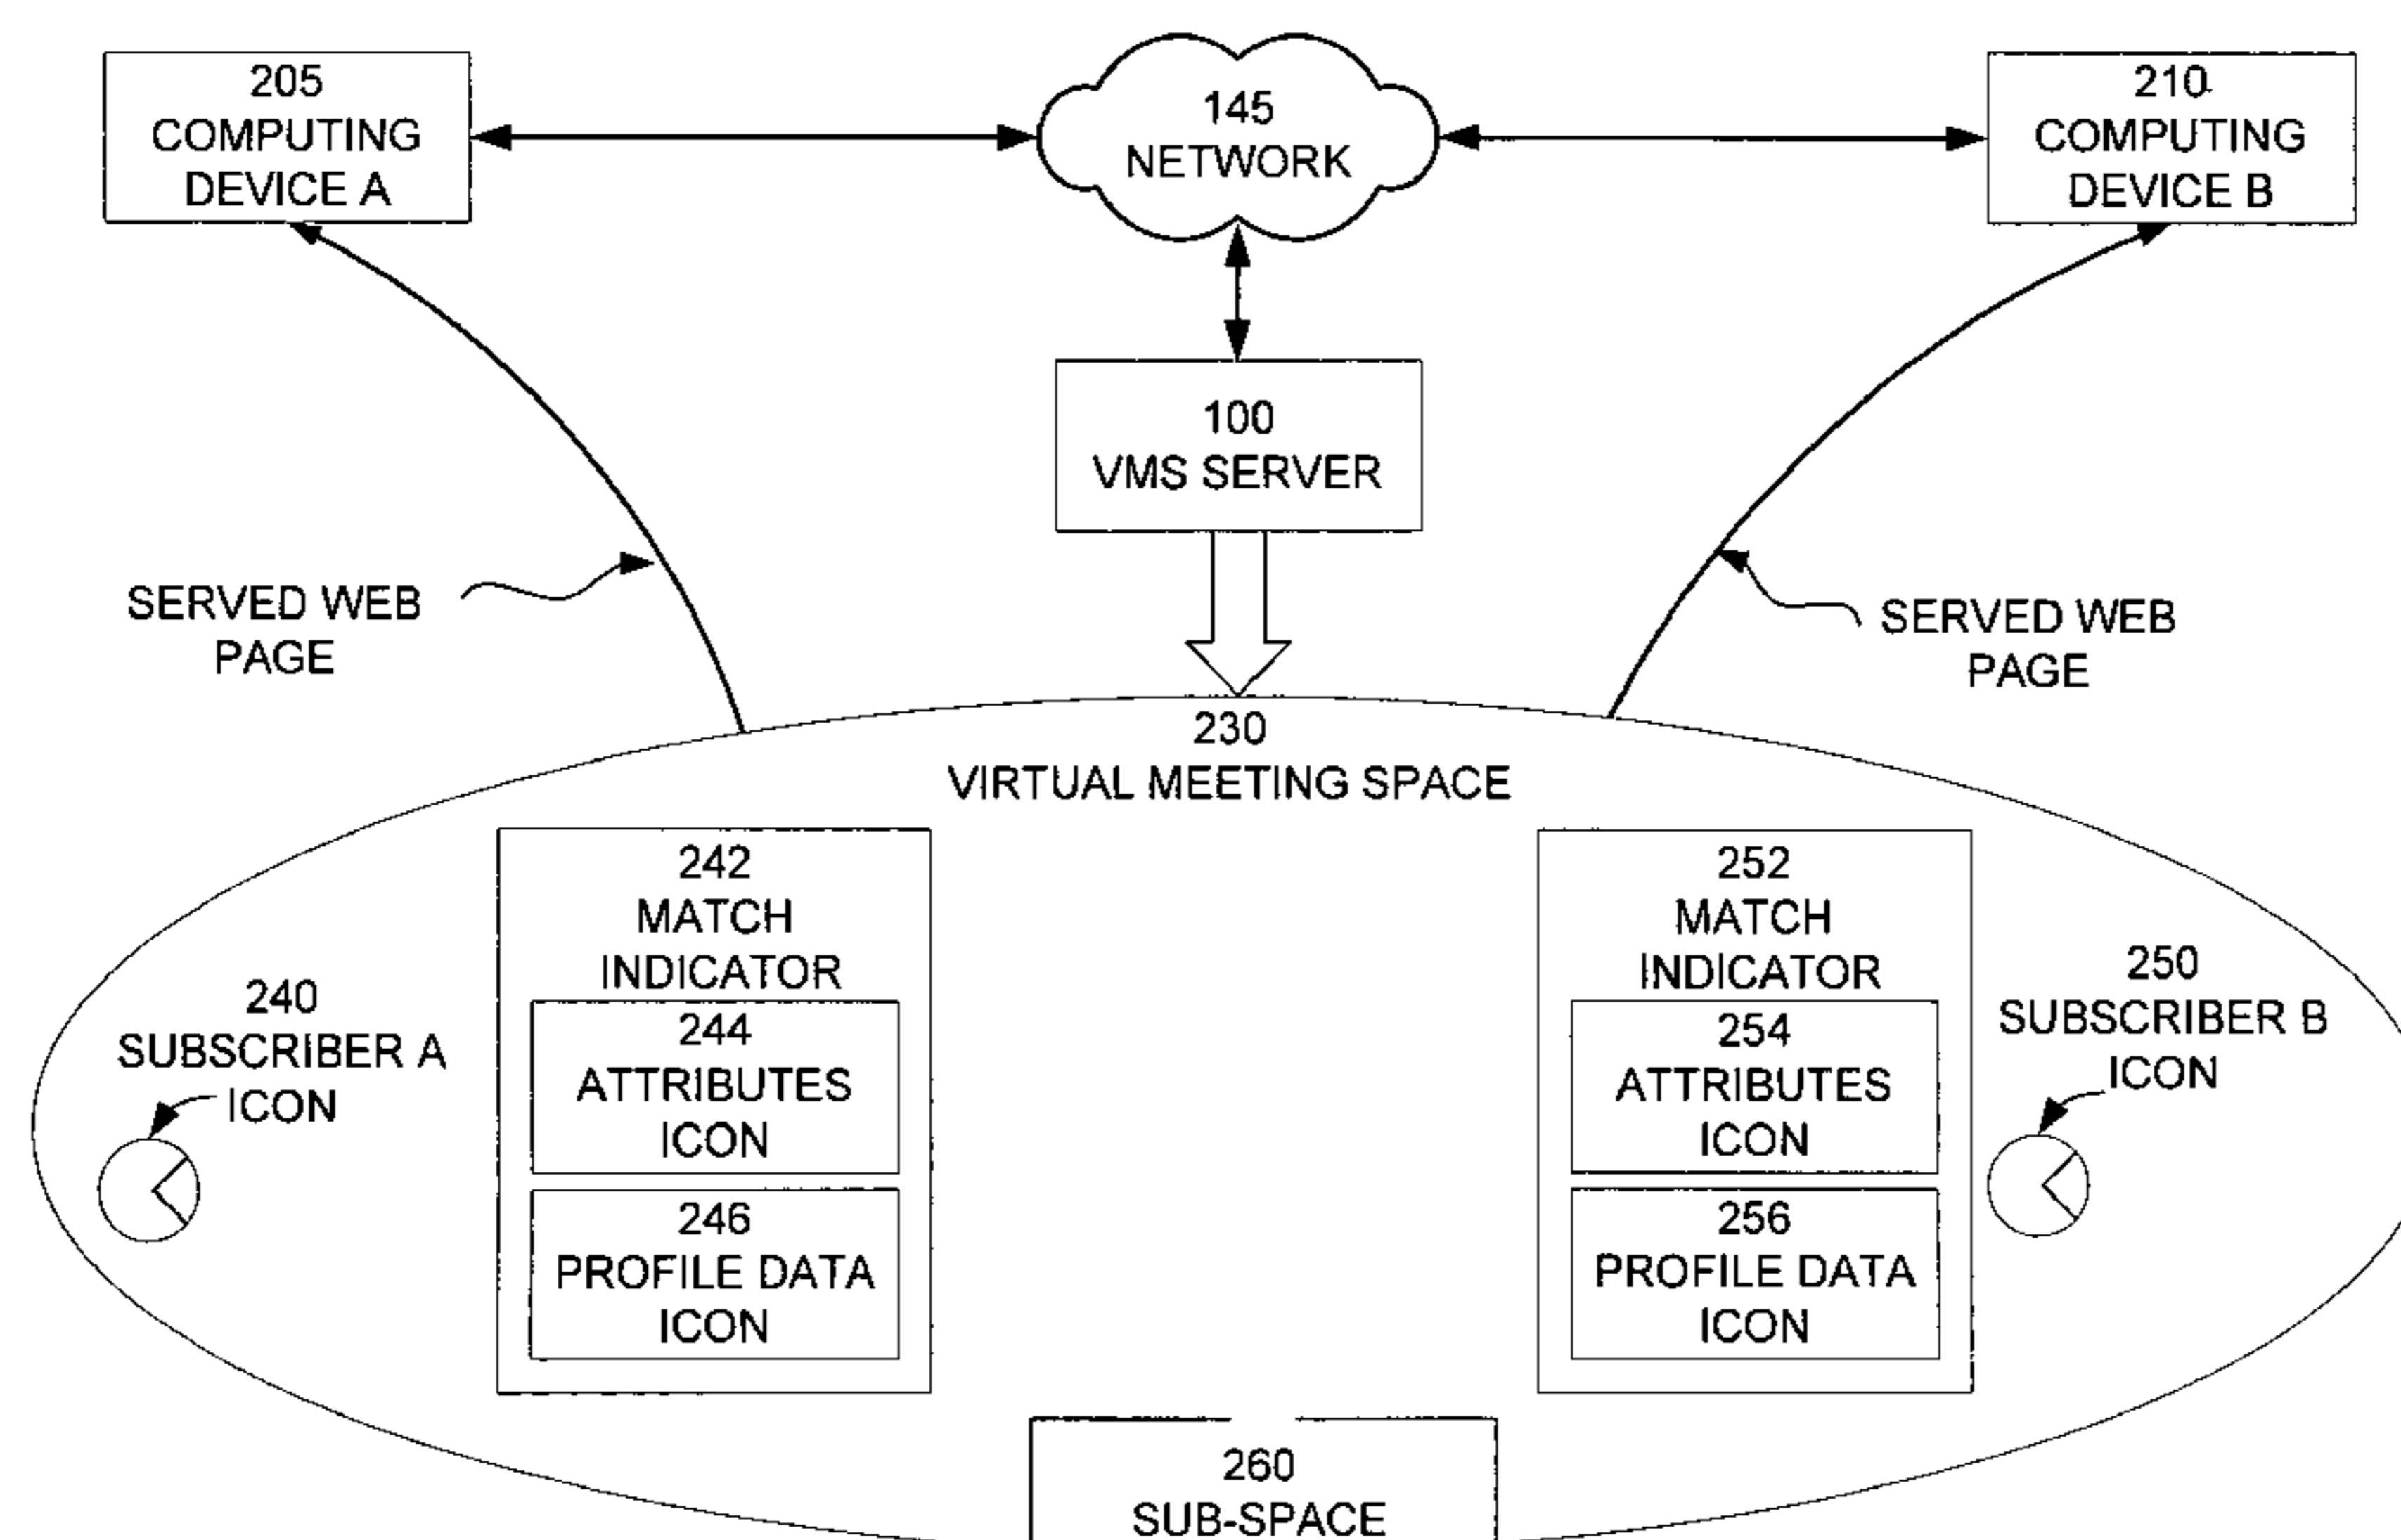 205
COMPUTING
DEVICE A
145
NETWORK
210
COMPUTING
DEVICE B
100
VMS SERVER
SERVED WEB
PAGE
SERVED WEB
PAGE
230
VIRTUAL MEETING SPACE
242
MATCH
INDICATOR
252
MATCH
INDICATOR
240
SUBSCRIBER A
ICON
244
ATTRIBUTES
ICON
254
ATTRIBUTES
ICON
250
SUBSCRIBER B
ICON
246
PROFILE DATA
ICON
256
PROFILE DATA
ICON
260
SUB-SPACE